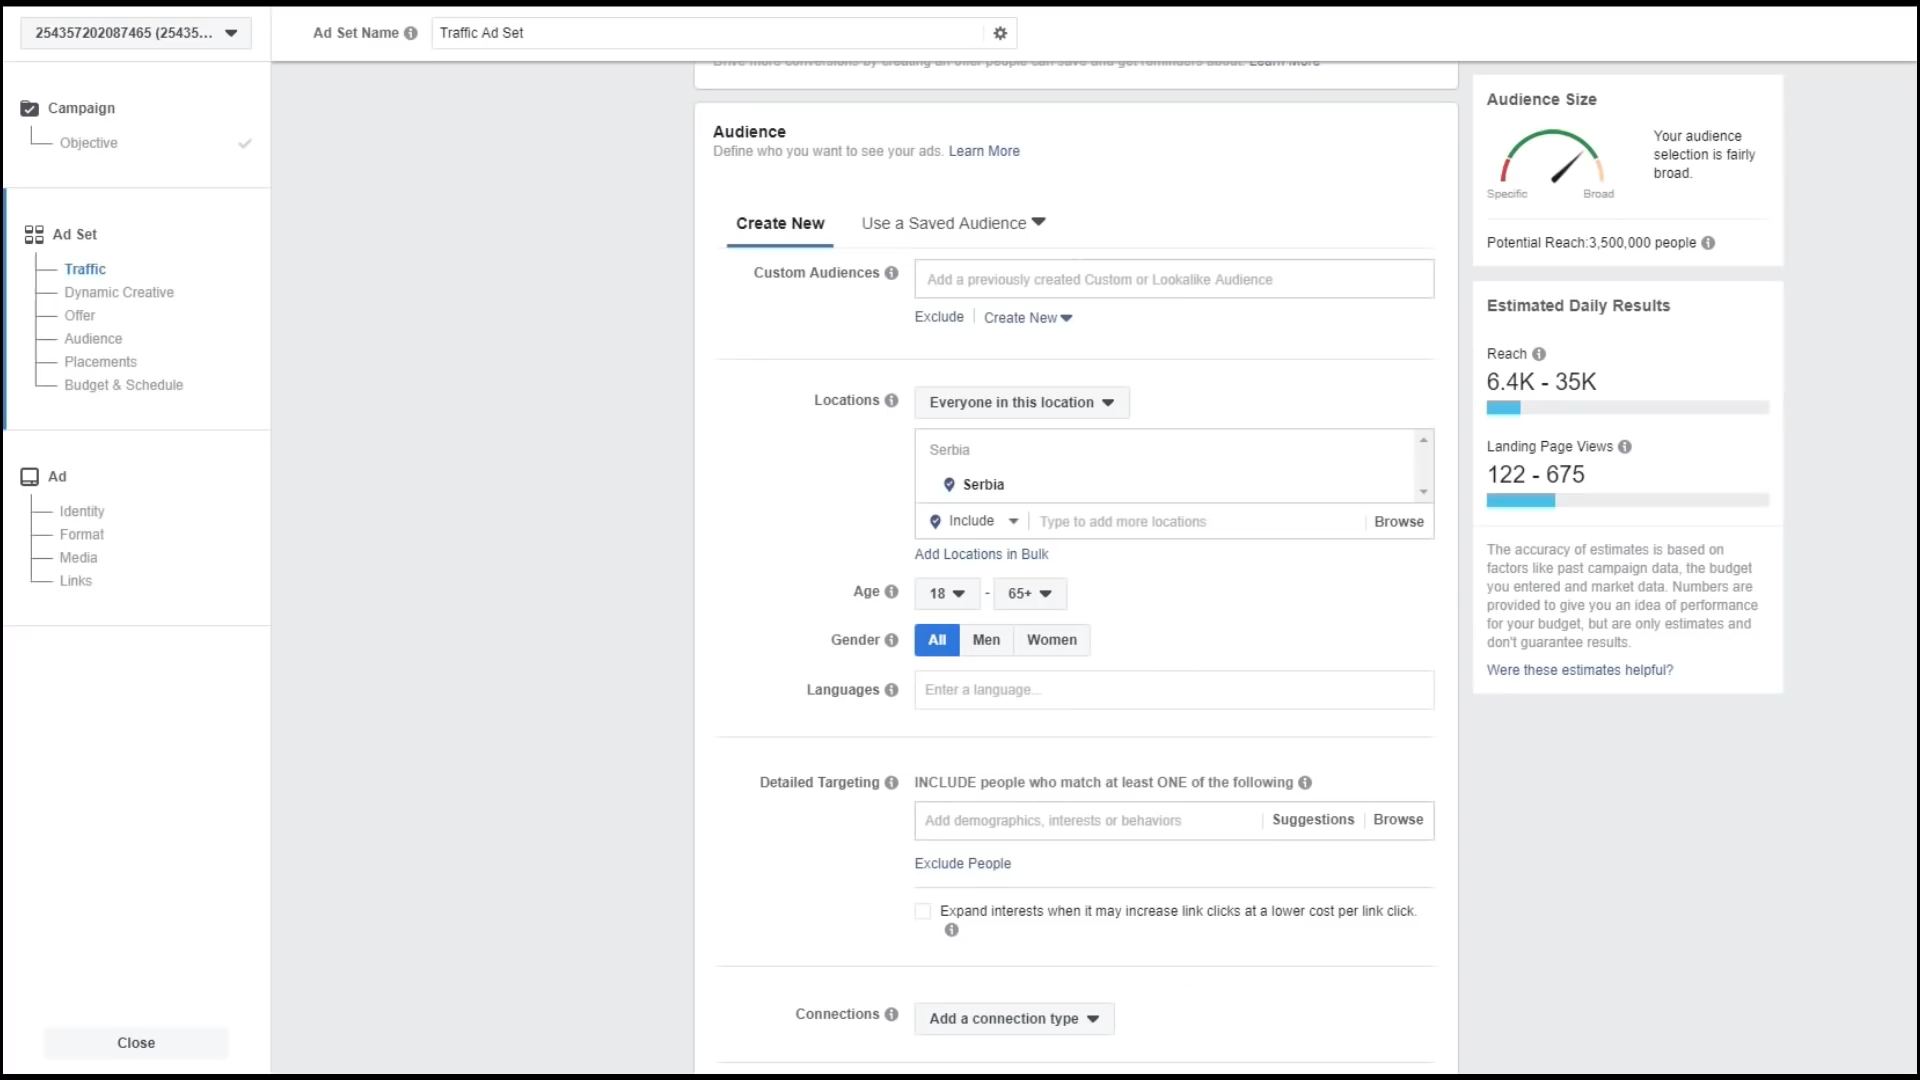 254357202087465 (25435...
Ad Set Name
Traffic Ad Set
Drive more conversions by creating an offer people can save and get reminders about. Learn More
Campaign
Objective
Ad Set
Traffic
Dynamic Creative
Offer
Audience
Placements
Budget & Schedule
Ad
Identity
Format
Media
Links
Close
Audience
Define who you want to see your ads. Learn More
Create New
Use a Saved Audience
Custom Audiences
Add a previously created Custom or Lookalike Audience
Exclude
Create New
Locations
Everyone in this location
Serbia
Serbia
Include
Type to add more locations
Browse
Add Locations in Bulk
Age
18
-
65+
Gender
All
Men
Women
Languages
Enter a language...
Detailed Targeting
INCLUDE people who match at least ONE of the following
Add demographics, interests or behaviors
Suggestions
Browse
Exclude People
Expand interests when it may increase link clicks at a lower cost per link click.
Connections
Add a connection type
Audience Size
Specific
Broad
Your audience
selection is fairly
broad.
Potential Reach:3,500,000 people
Estimated Daily Results
Reach
6.4K - 35K
Landing Page Views
122 - 675
The accuracy of estimates is based on
factors like past campaign data, the budget
you entered and market data. Numbers are
provided to give you an idea of performance
for your budget, but are only estimates and
don't guarantee results.
Were these estimates helpful?